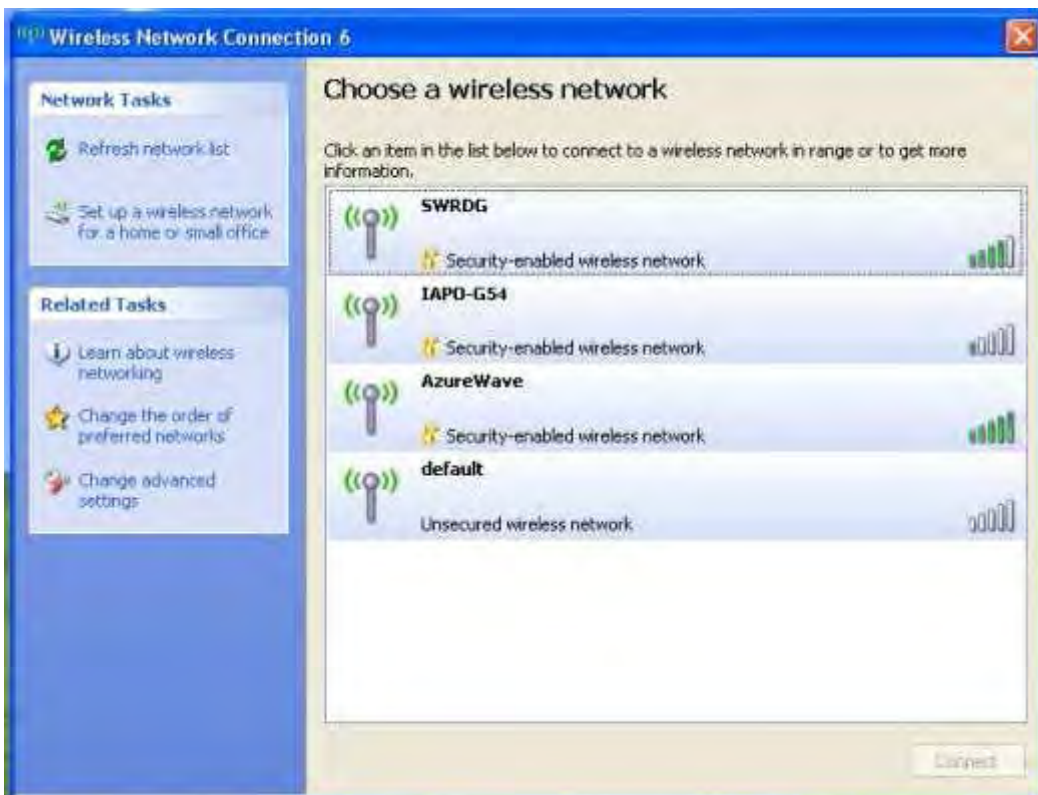 Wireless Network Connection 6
Network Tasks
Refresh network list
Set up a wireless network
for a home or small office
Related Tasks
Learn about wireless
networking
Change the order of
preferred networks
Change advanced
settings
Choose a wireless network
Click an item in the list below to connect to a wireless network in range or to get more
information.
SWRDG
Security-enabled wireless network
IAPO-G54
Security-enabled wireless network
AzureWave
Security-enabled wireless network
default
Unsecured wireless network
Connect